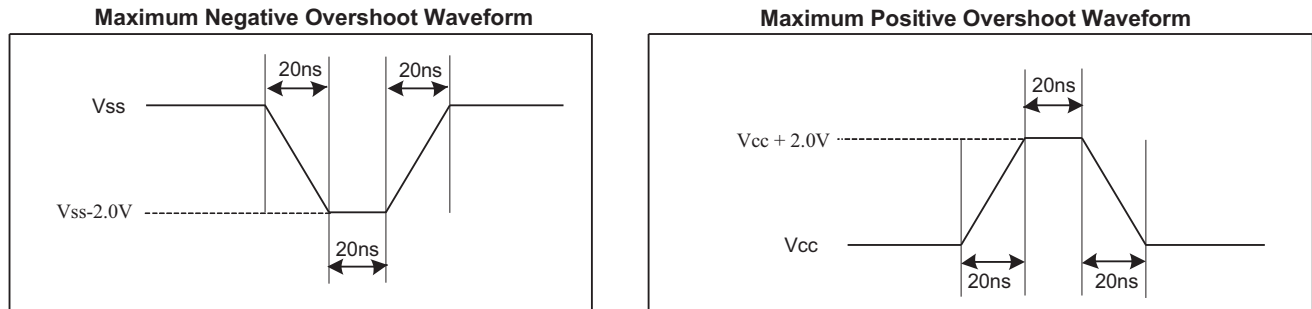 Maximum Negative Overshoot Waveform
20ns 20ns
Vss
Vss-2.0V
20ns
Maximum Positive Overshoot Waveform
20ns
Vcc + 2.0V
Vcc
20ns 20ns